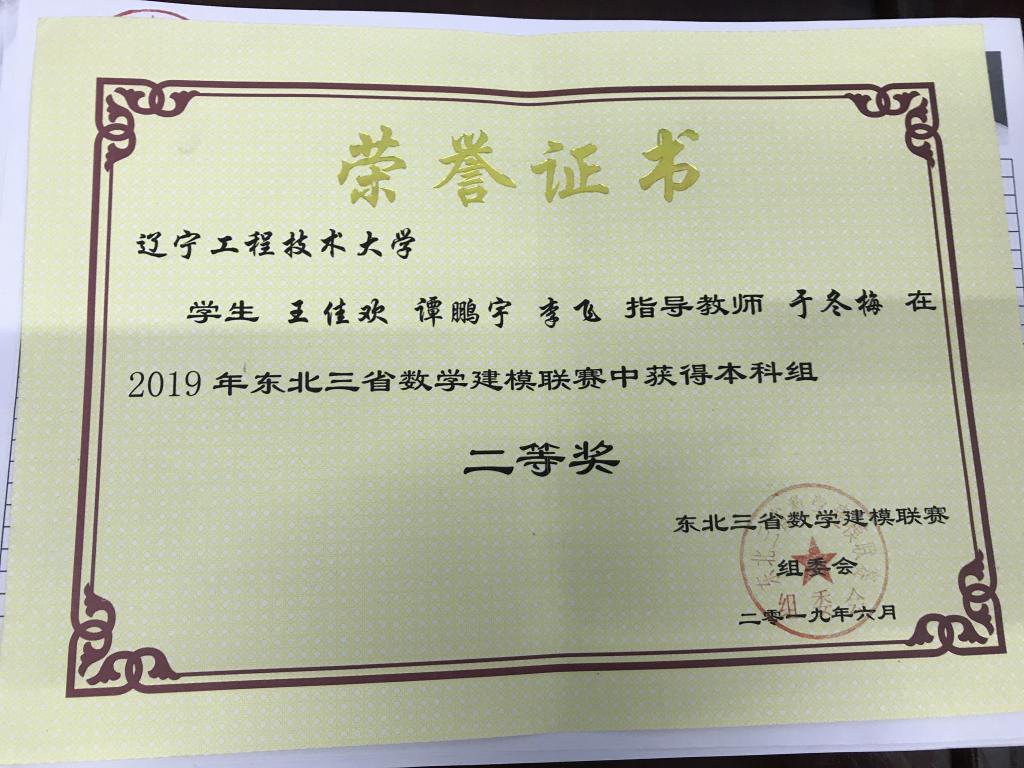 荣誉证书
辽宁工程技术大学
学生 王佳欢 谭鹏宇 李飞 指导教师 于冬梅 在
2019年东北三省数学建模联赛中获得本科组
二等奖
东北三省数学建模联赛
组委会
二零一九年六月
组委会